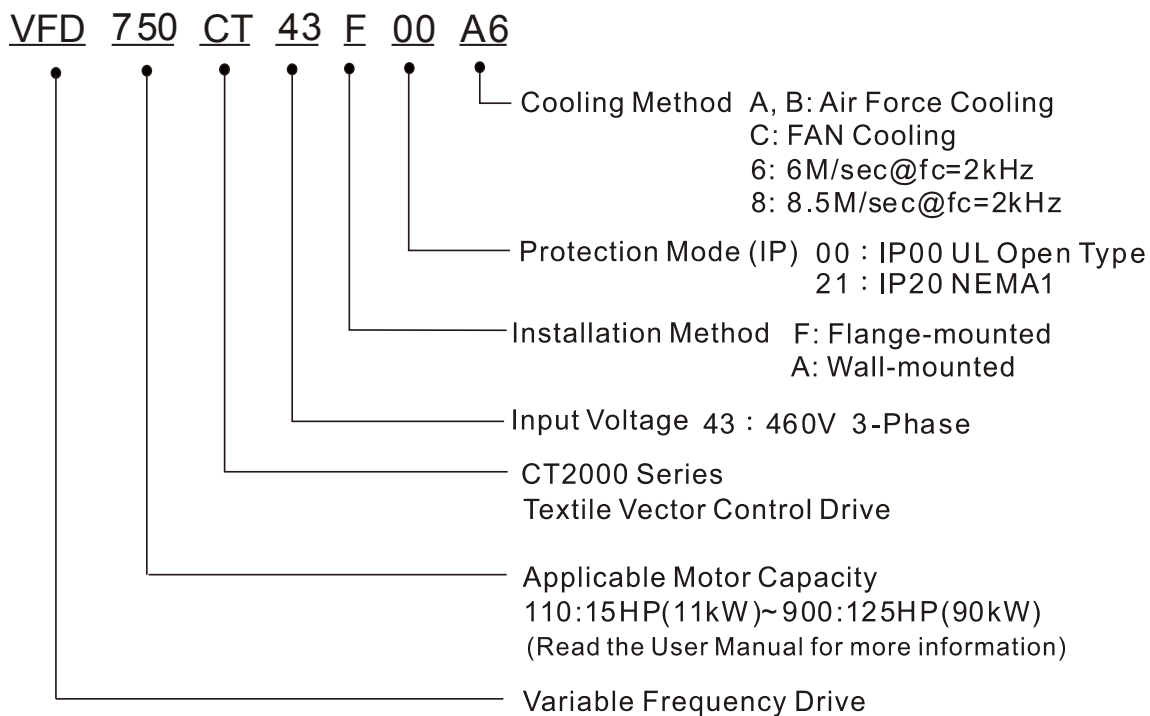 VFD 750 CT 43 F 00 A6
Cooling Method A, B: Air Force Cooling
C: FAN Cooling
6: 6M/sec@fc=2kHz
8: 8.5M/sec@fc=2kHz
Protection Mode (IP) 00 : IP00 UL Open Type
21 : IP20 NEMA1
Installation Method F: Flange-mounted
A: Wall-mounted
Input Voltage 43 : 460V 3-Phase
CT2000 Series
Textile Vector Control Drive
Applicable Motor Capacity
110:15HP(11kW)~900:125HP(90kW)
(Read the User Manual for more information)
Variable Frequency Drive